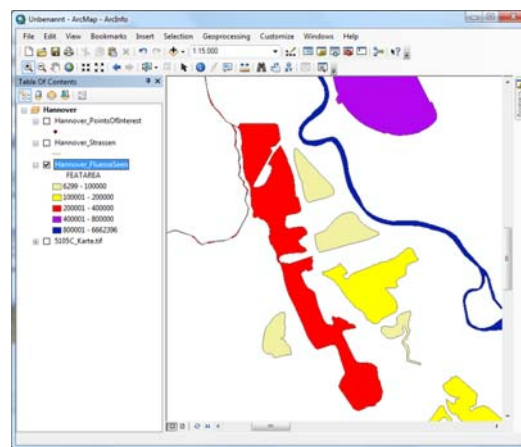 Unbenannt - ArcMap - ArcInfo
File Edit View Bookmarks Insert Selection Geoprocessing Customize Windows Help
1:15.000
Table Of Contents
Hannover
Hannover_PointsOfInterest
Hannover_Strassen
Hannover_FluesseSeen
FEATAREA
6299 - 100000
100001 - 200000
200001 - 400000
400001 - 800000
800001 - 6662396
5105C_Karte.tif